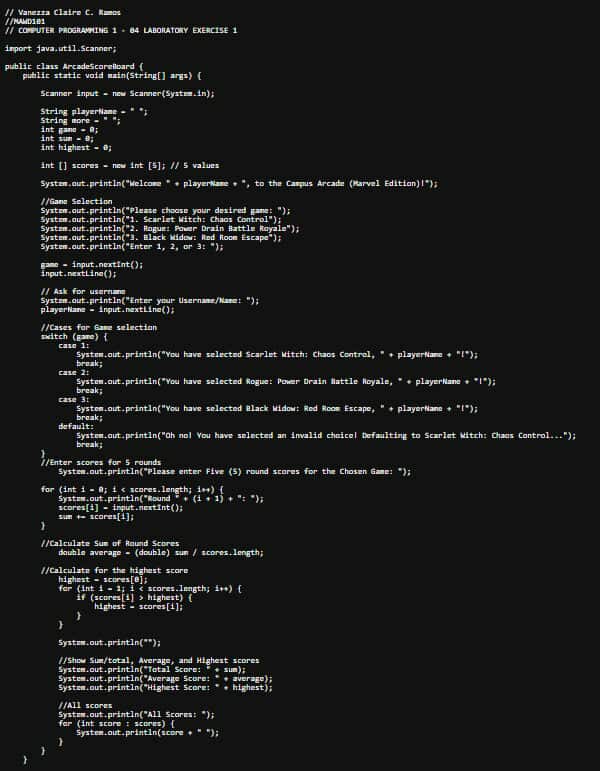 // Vanezza Claire C. Ramos
//MAWD101
// COMPUTER PROGRAMMING 1 - 04 LABORATORY EXERCISE 1
import java.util.Scanner;
public class ArcadeScoreBoard {
public static void main(String[] args) {
Scanner input = new Scanner(System.in);
String playerName = " ";
String more = " ";
int game = 0;
int sum = 0;
int highest = 0;
int [] scores = new int [5]; // 5 values
System.out.println("Welcome " + playerName + ", to the Campus Arcade (Marvel Edition)!");
//Game Selection
System.out.println("Please choose your desired game: ");
System.out.println("1. Scarlet Witch: Chaos Control");
System.out.println("2. Rogue: Power Drain Battle Royale");
System.out.println("3. Black Widow: Red Room Escape");
System.out.println("Enter 1, 2, or 3: ");
game = input.nextInt();
input.nextLine();
// Ask for username
System.out.println("Enter your Username/Name: ");
playerName = input.nextLine();
//Cases for Game selection
switch (game) {
case 1:
System.out.println("You have selected Scarlet Witch: Chaos Control, " + playerName + "!");
break;
case 2:
System.out.println("You have selected Rogue: Power Drain Battle Royale, " + playerName + "!");
break;
case 3:
System.out.println("You have selected Black Widow: Red Room Escape, " + playerName + "!");
break;
default:
System.out.println("Oh no! You have selected an invalid choice! Defaulting to Scarlet Witch: Chaos Control...");
break;
}
//Enter scores for 5 rounds
System.out.println("Please enter Five (5) round scores for the Chosen Game: ");
for (int i = 0; i < scores.length; i++) {
System.out.println("Round " + (i + 1) + ": ");
scores[i] = input.nextInt();
sum += scores[i];
}
//Calculate Sum of Round Scores
double average = (double) sum / scores.length;
//Calculate for the highest score
highest = scores[0];
for (int i = 1; i < scores.length; i++) {
if (scores[i] > highest) {
highest = scores[i];
}
}
System.out.println("");
//Show Sum/total, Average, and Highest scores
System.out.println("Total Score: " + sum);
System.out.println("Average Score: " + average);
System.out.println("Highest Score: " + highest);
//All scores
System.out.println("All Scores: ");
for (int score : scores) {
System.out.println(score + " ");
}
}
}